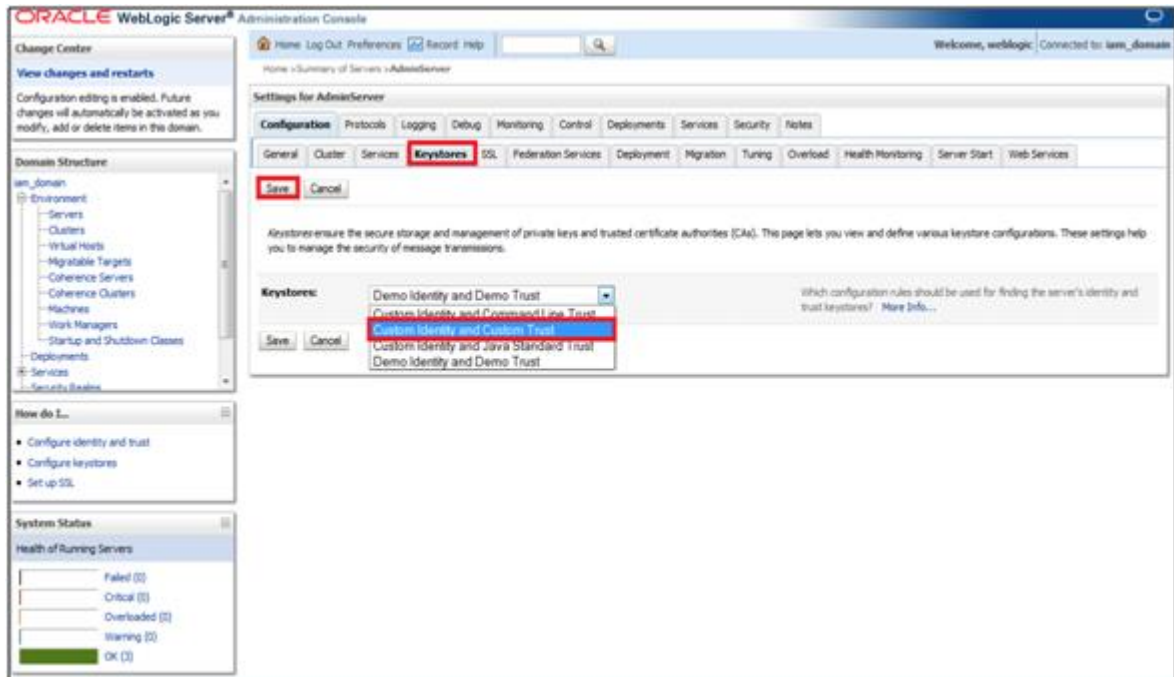 ORACLE WebLogic Server® Administration Console
Change Center
View changes and restarts
Configuration editing is enabled. Future
changes will automatically be activated as you
modify, add or delete items in this domain.
Domain Structure
iam_domain
Environment
Servers
Clusters
Virtual Hosts
Migratable Targets
Coherence Servers
Coherence Clusters
Machines
Work Managers
Startup and Shutdown Classes
Deployments
Services
Security Realms
How do I...
Configure identity and trust
Configure keystores
Set up SSL
System Status
Health of Running Servers
Failed (0)
Critical (0)
Overloaded (0)
Warning (0)
OK (3)
Home Log Out Preferences Record Help
Welcome, weblogic Connected to: iam_domain
Home >Summary of Servers >AdminServer
Settings for AdminServer
Configuration Protocols Logging Debug Monitoring Control Deployments Services Security Notes
General Cluster Services Keystores SSL Federation Services Deployment Migration Tuning Overload Health Monitoring Server Start Web Services
Save Cancel
Keystores ensure the secure storage and management of private keys and trusted certificate authorities (CAs). This page lets you view and define various keystore configurations. These settings help
you to manage the security of message transmissions.
Keystores:
Demo Identity and Demo Trust
Custom Identity and Command Line Trust
Custom Identity and Custom Trust
Custom Identity and Java Standard Trust
Demo Identity and Demo Trust
Which configuration rules should be used for finding the server's identity and
trust keystores? More Info...
Save Cancel